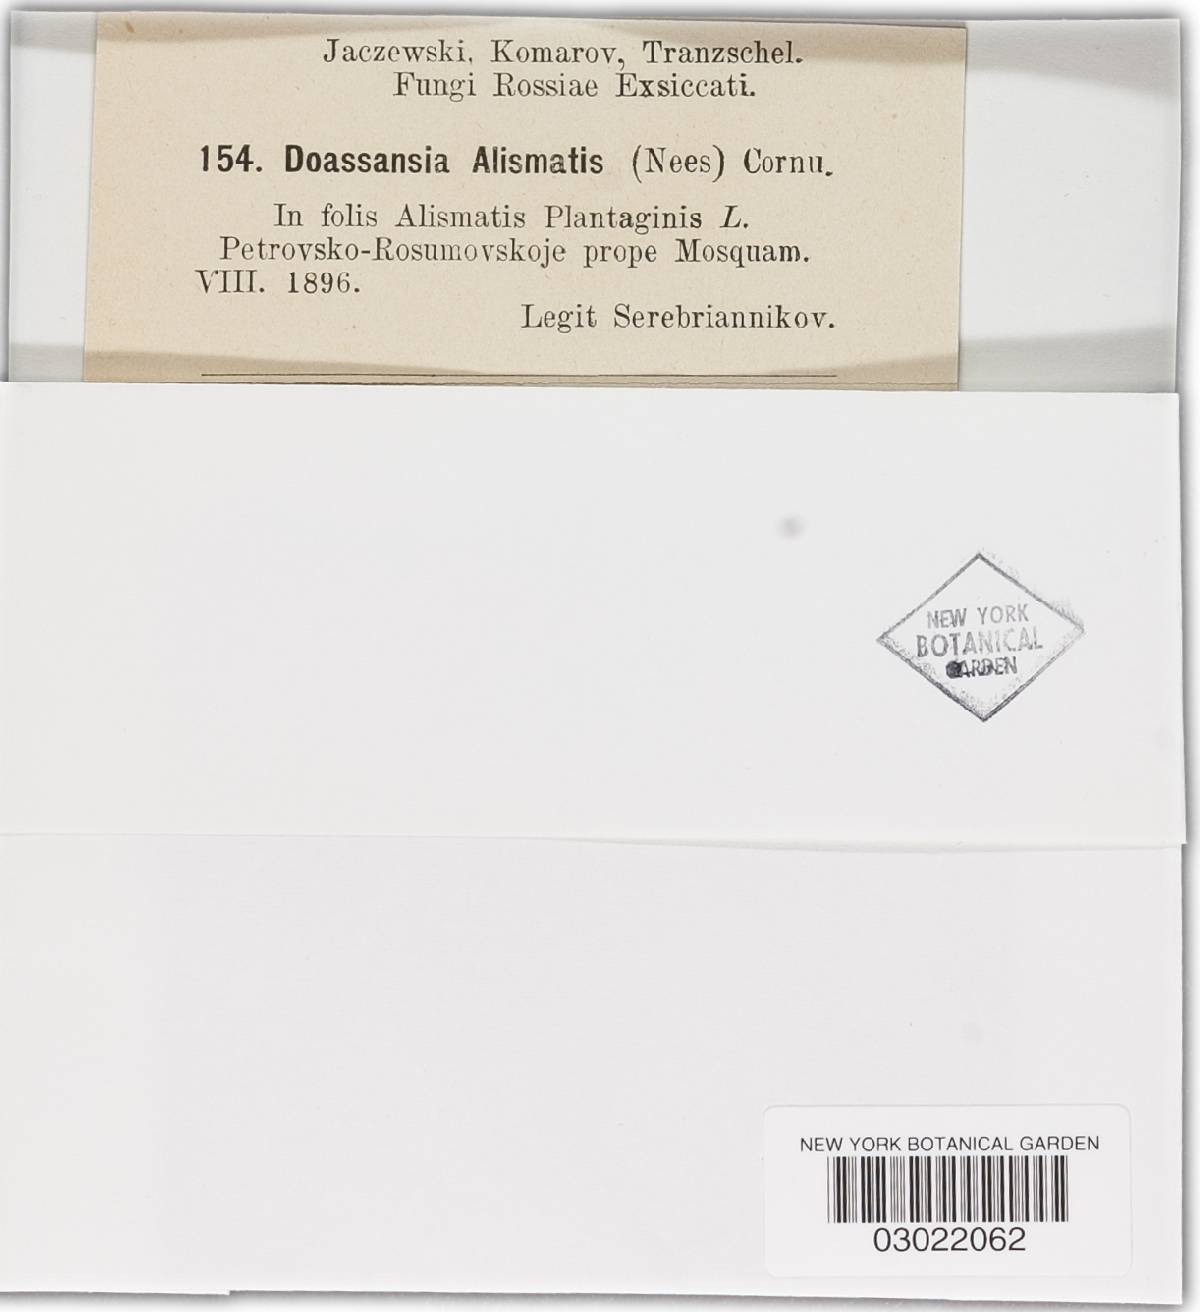 Jaczewski, Komarov, Tranzschel.
Fungi Rossiae Exsiccati.
154. Doassansia Alismatis (Nees) Cornu.
In folis Alismatis Plantaginis L.
Petrovsko-Rosumovskoje prope Mosquam.
VIII. 1896.
Legit Serebriannikov.
NEW YORK
BOTANICAL
GARDEN
NEW YORK BOTANICAL GARDEN
03022062